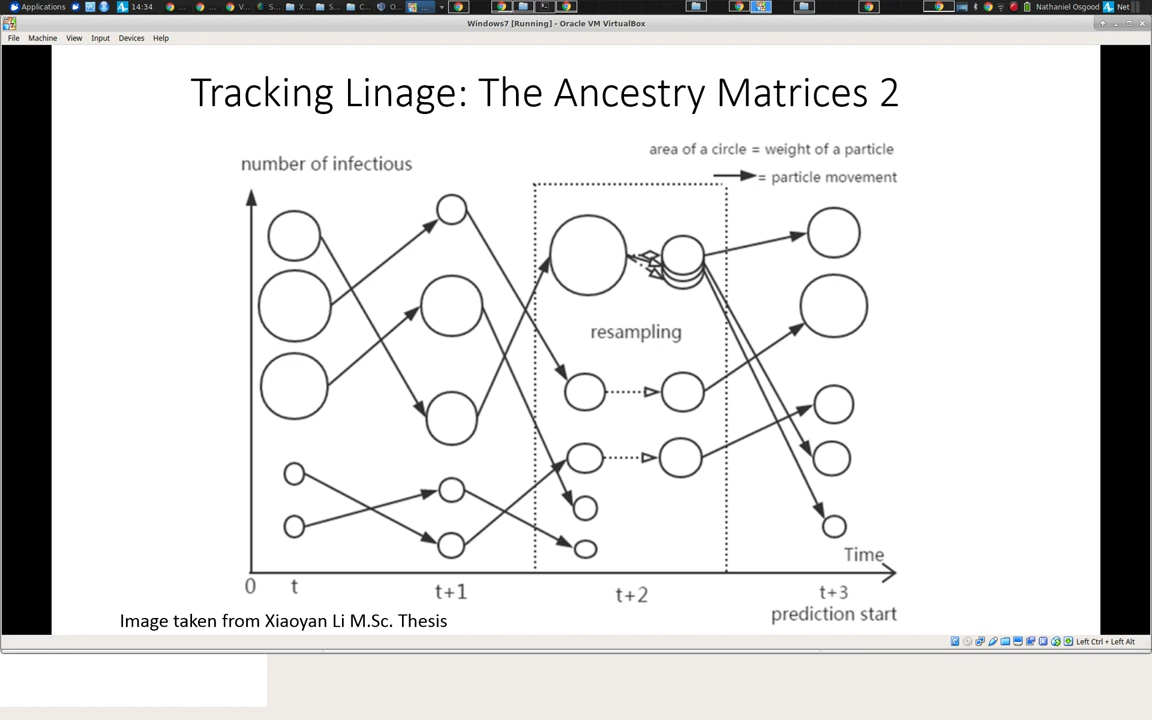 Applications
14:34
Nathaniel Osgood
Net
Windows7 [Running] - Oracle VM VirtualBox
File Machine View Input Devices Help
Tracking Linage: The Ancestry Matrices 2
area of a circle = weight of a particle
number of infectious
= particle movement
resampling
Time
0 t t+1 t+2 t+3
prediction start
Image taken from Xiaoyan Li M.Sc. Thesis
Left Ctrl + Left Alt